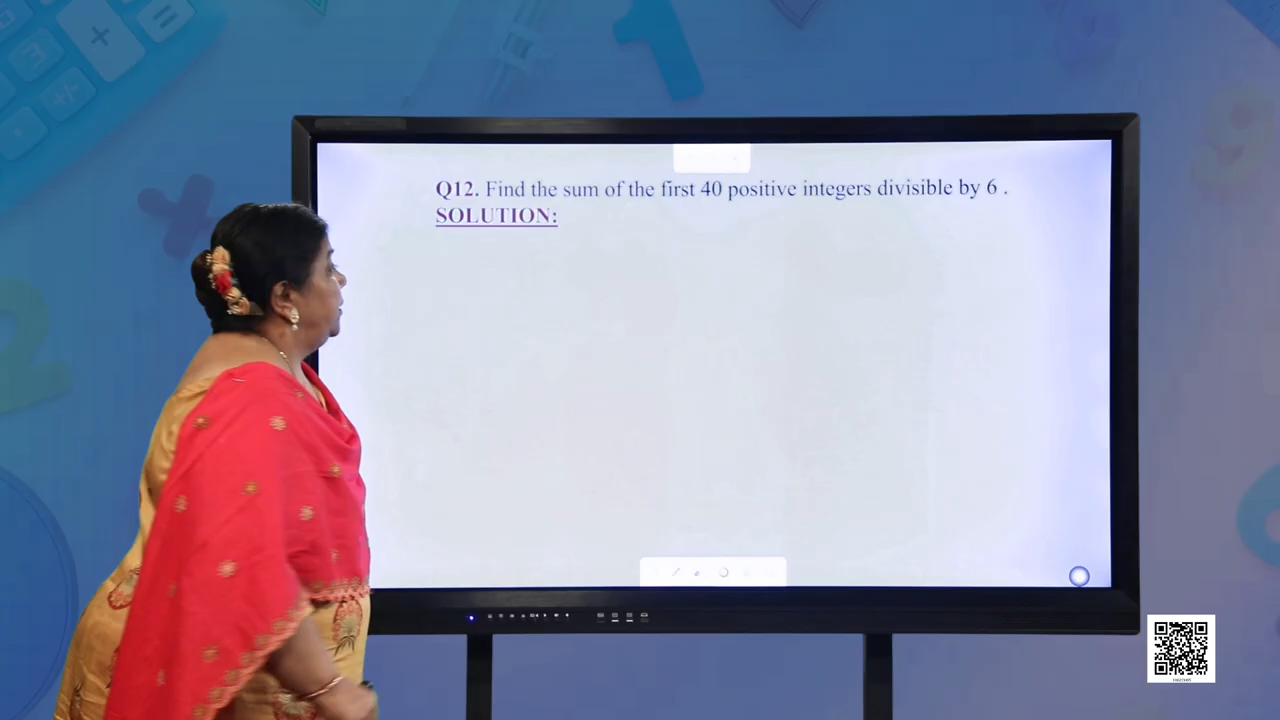 Q12. Find the sum of the first 40 positive integers divisible by 6 .
SOLUTION: